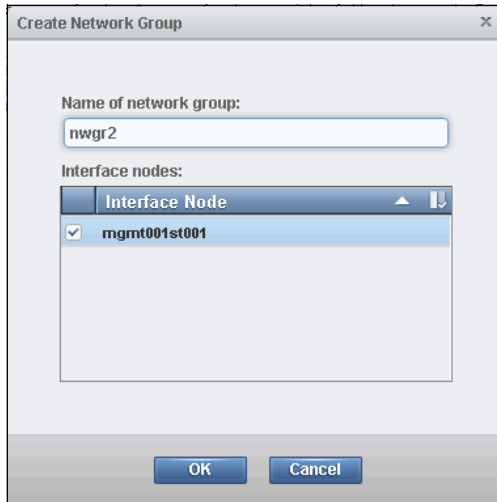 Create Network Group
x
Name of network group:
nwgr2
Interface nodes:
Interface Node
mgmt001st001
OK Cancel